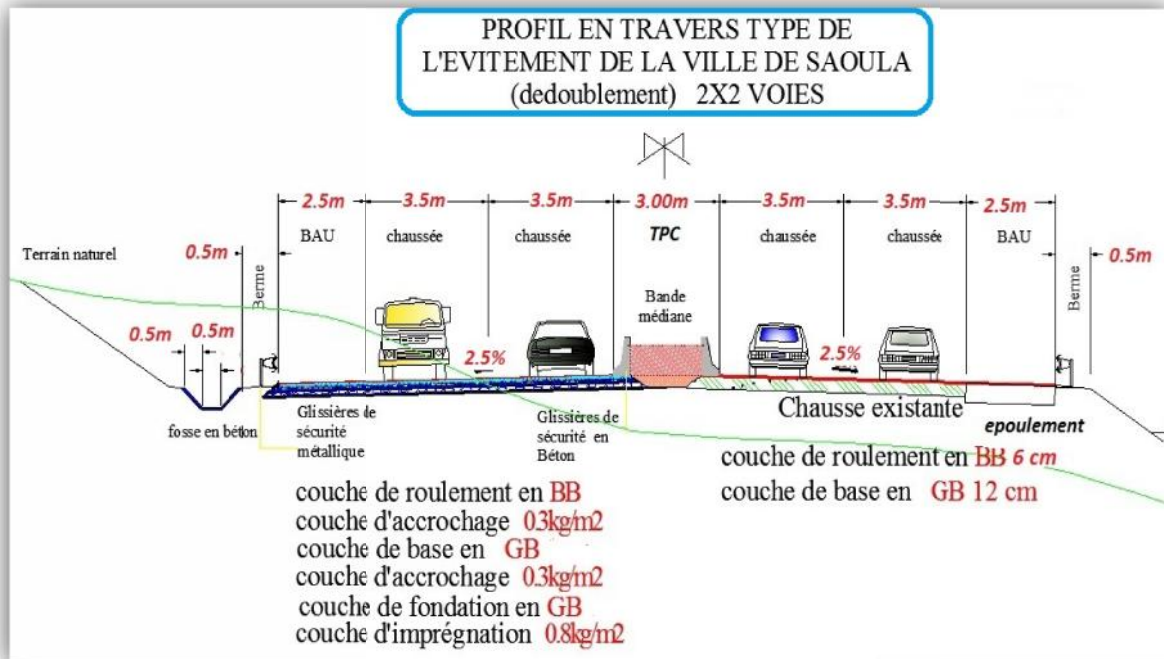 PROFIL EN TRAVERS TYPE DE
L'EVITEMENT DE LA VILLE DE SAOULA
(dedoublement) 2X2 VOIES
2.5m 3.5m 3.5m 3.00m 3.5m 3.5m 2.5m
BAU chaussée chaussée TPC chaussée chaussée BAU
Terrain naturel
0.5m
0.5m
Berme
Berme
Bande
médiane
0.5m 0.5m
2.5%
2.5%
fosse en béton
Glissières de
sécurité
métallique
Glissières de
sécurité en
Béton
Chausse existante
epoulement
couche de roulement en BB 6 cm
couche de base en GB 12 cm
couche de roulement en BB
couche d'accrochage 0.3kg/m2
couche de base en GB
couche d'accrochage 0.3kg/m2
couche de fondation en GB
couche d'imprégnation 0.8kg/m2